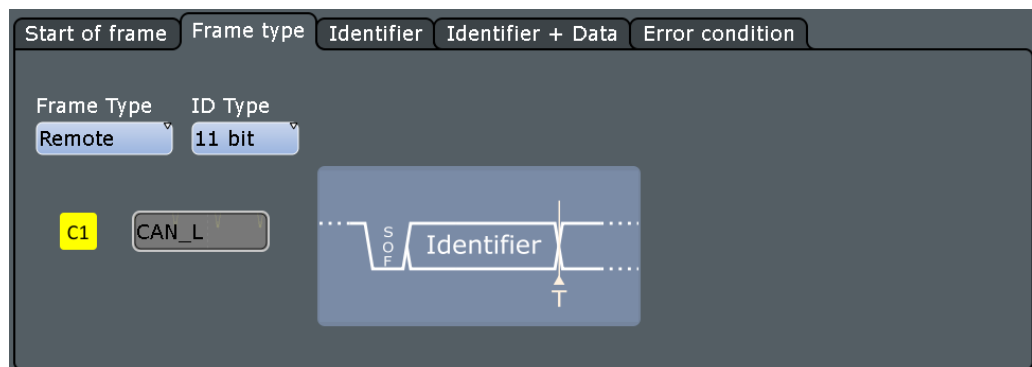 Start of frame Frame type Identifier Identifier + Data Error condition
Frame Type ID Type
Remote 11 bit
C1 CAN_L
SOF Identifier
T